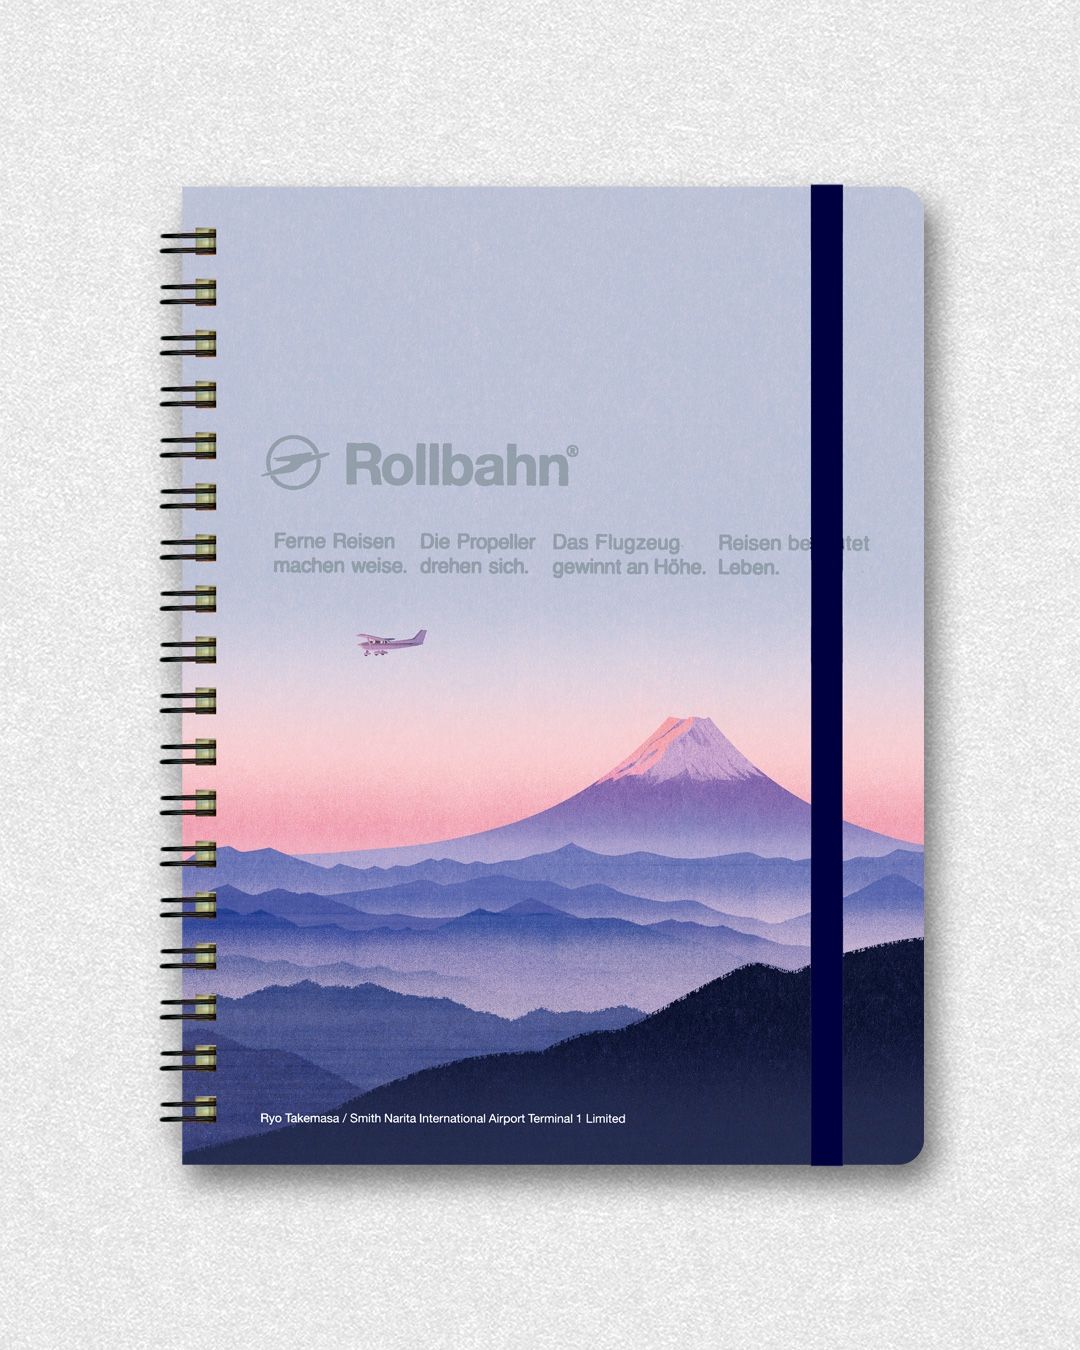 Rollbahn®
Ferne Reisen
machen weise.
Die Propeller
drehen sich.
Das Flugzeug
gewinnt an Höhe.
Reisen
Leben.
Ryo Takemasa / Smith Narita International Airport Terminal 1 Limited